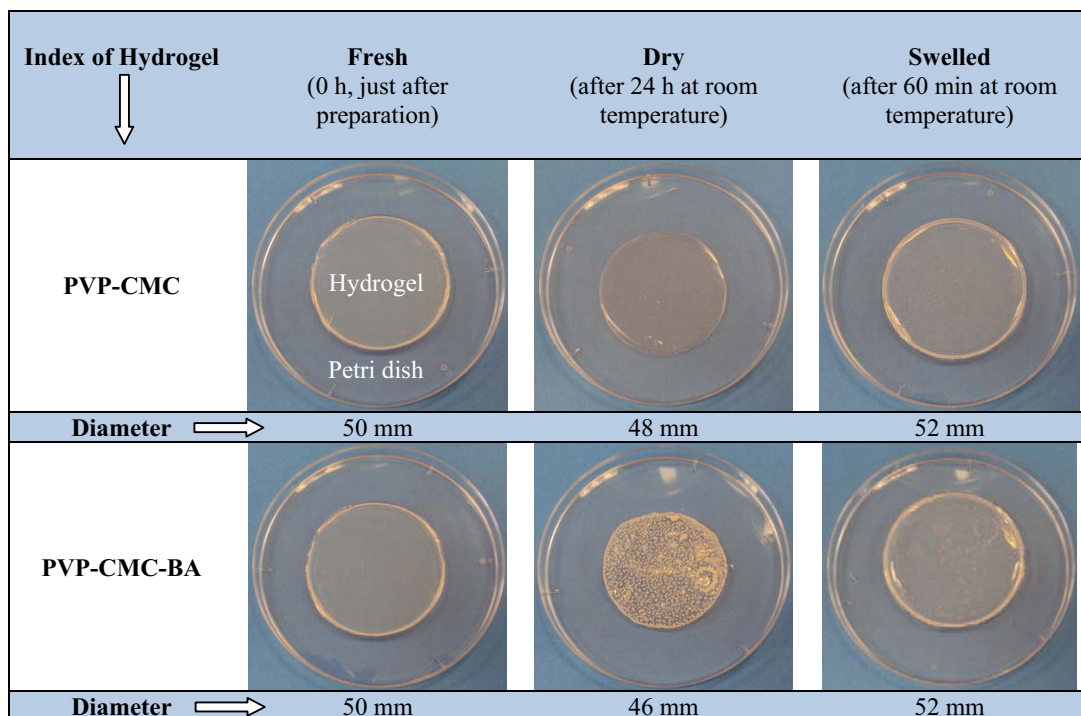 Index of Hydrogel
Fresh
(0 h, just after
preparation)
Dry
(after 24 h at room
temperature)
Swelled
(after 60 min at room
temperature)
PVP-CMC
Hydrogel
Petri dish
Diameter
50 mm
48 mm
52 mm
PVP-CMC-BA
Diameter
50 mm
46 mm
52 mm